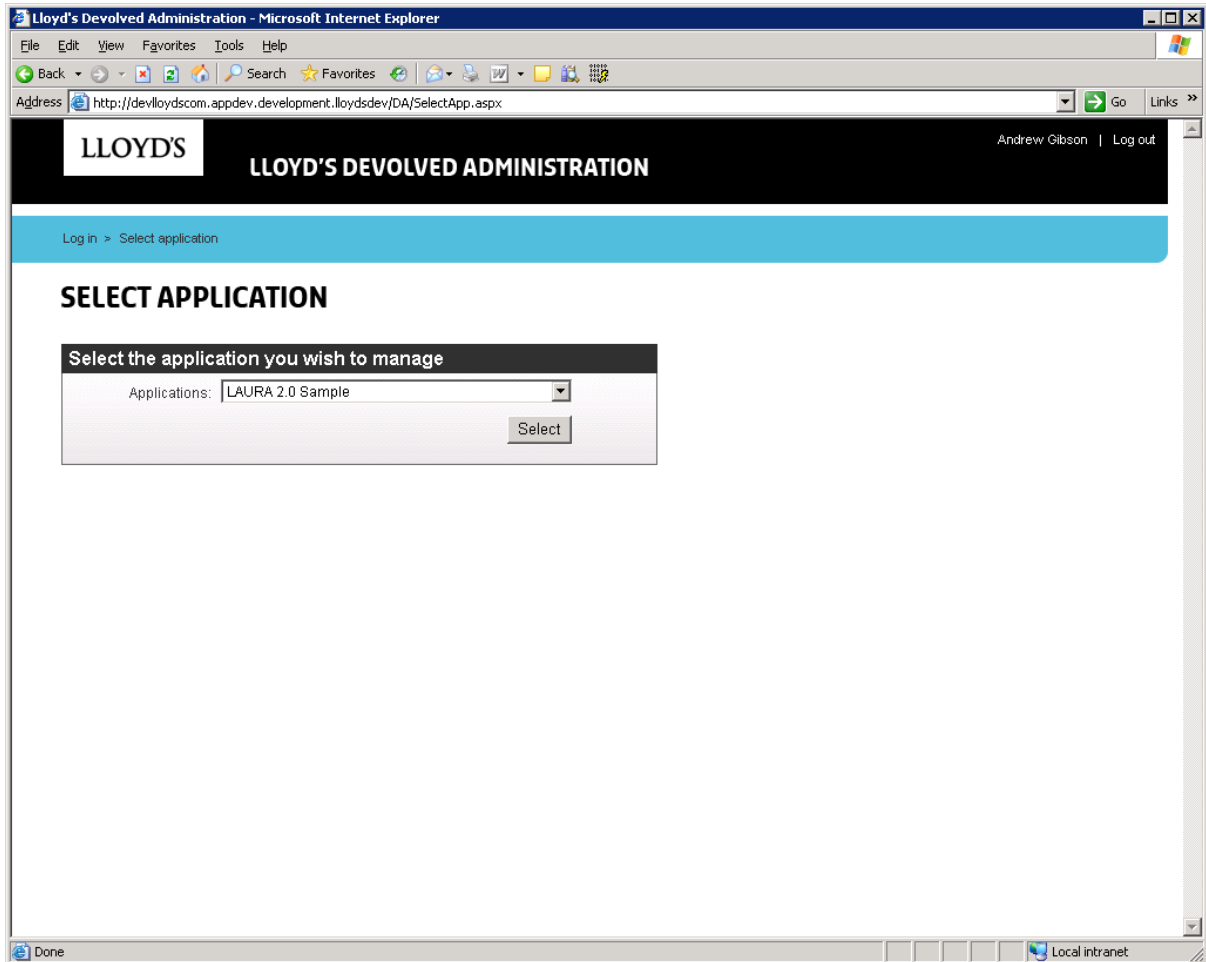 Lloyd's Devolved Administration - Microsoft Internet Explorer
File Edit View Favorites Tools Help
Back Search Favorites
Address http://devlloydscom.appdev.development.lloydsdev/DA/SelectApp.aspx Go Links »
LLOYD'S
LLOYD'S DEVOLVED ADMINISTRATION
Andrew Gibson | Log out
Log in > Select application
SELECT APPLICATION
Select the application you wish to manage
Applications: LAURA 2.0 Sample
Select
Done Local intranet